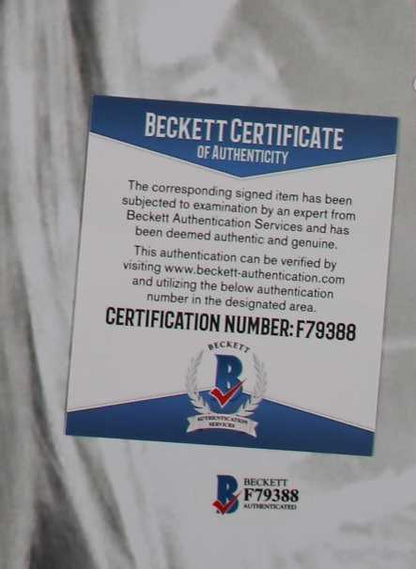 BECKETT CERTIFICATE
OF AUTHENTICITY
The corresponding signed item has been
subjected to examination by an expert from
Beckett Authentication Services and has
been deemed authentic and genuine.
This authentication can be verified by
visiting www.beckett-authentication.com
and utilizing the below authentication
number in the designated area.
CERTIFICATION NUMBER: F79388
BECKETT
B
AUTHENTICATION
SERVICES
B
BECKETT
F79388
AUTHENTICATED